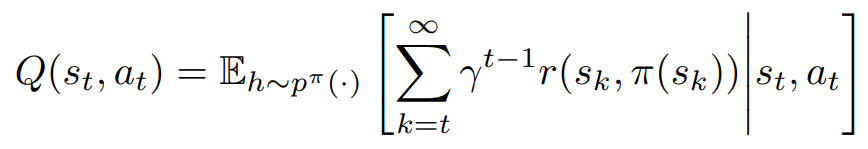 $Q(s_t, a_t) = \mathbb{E}_{h \sim p^{\pi}(\cdot)} \left[ \sum_{k=t}^{\infty} \gamma^{t-1} r(s_k, \pi(s_k)) \middle| s_t, a_t \right]$